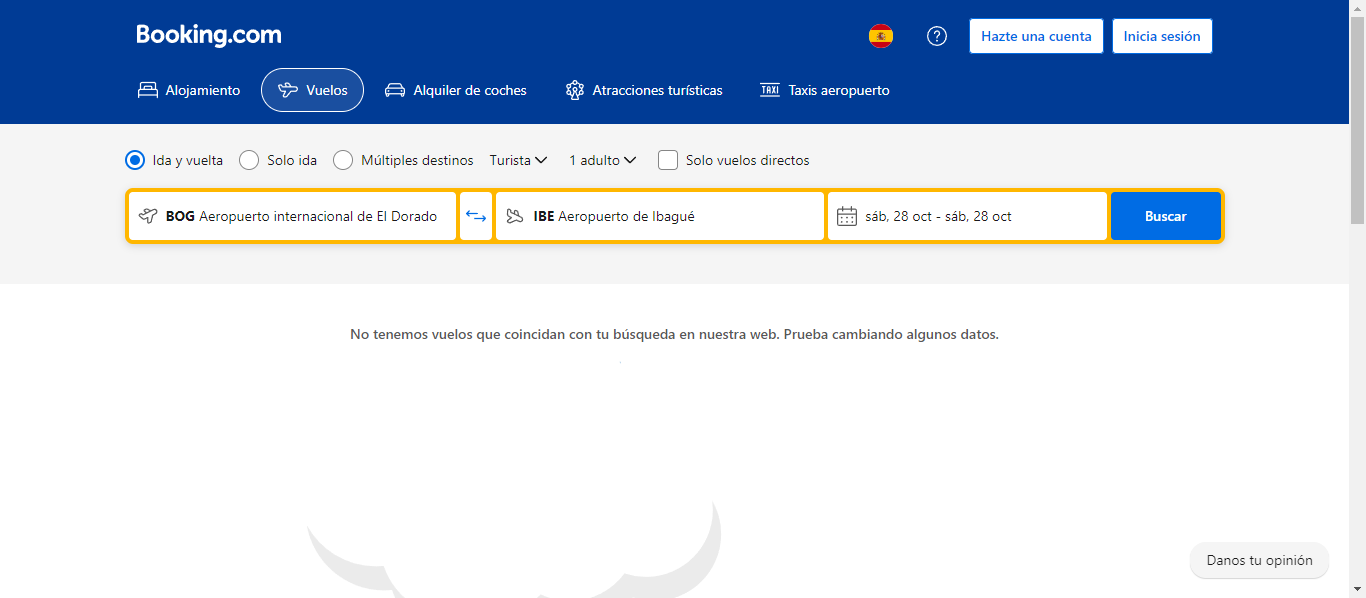 Booking.com
Hazte una cuenta
Inicia sesión
Alojamiento
Vuelos
Alquiler de coches
Atracciones turísticas
TAXI
Taxis aeropuerto
Ida y vuelta
Solo ida
Múltiples destinos
Turista
1 adulto
Solo vuelos directos
BOG Aeropuerto internacional de El Dorado
IBE Aeropuerto de Ibagué
sáb, 28 oct - sáb, 28 oct
Buscar
No tenemos vuelos que coincidan con tu búsqueda en nuestra web. Prueba cambiando algunos datos.
Danos tu opinión